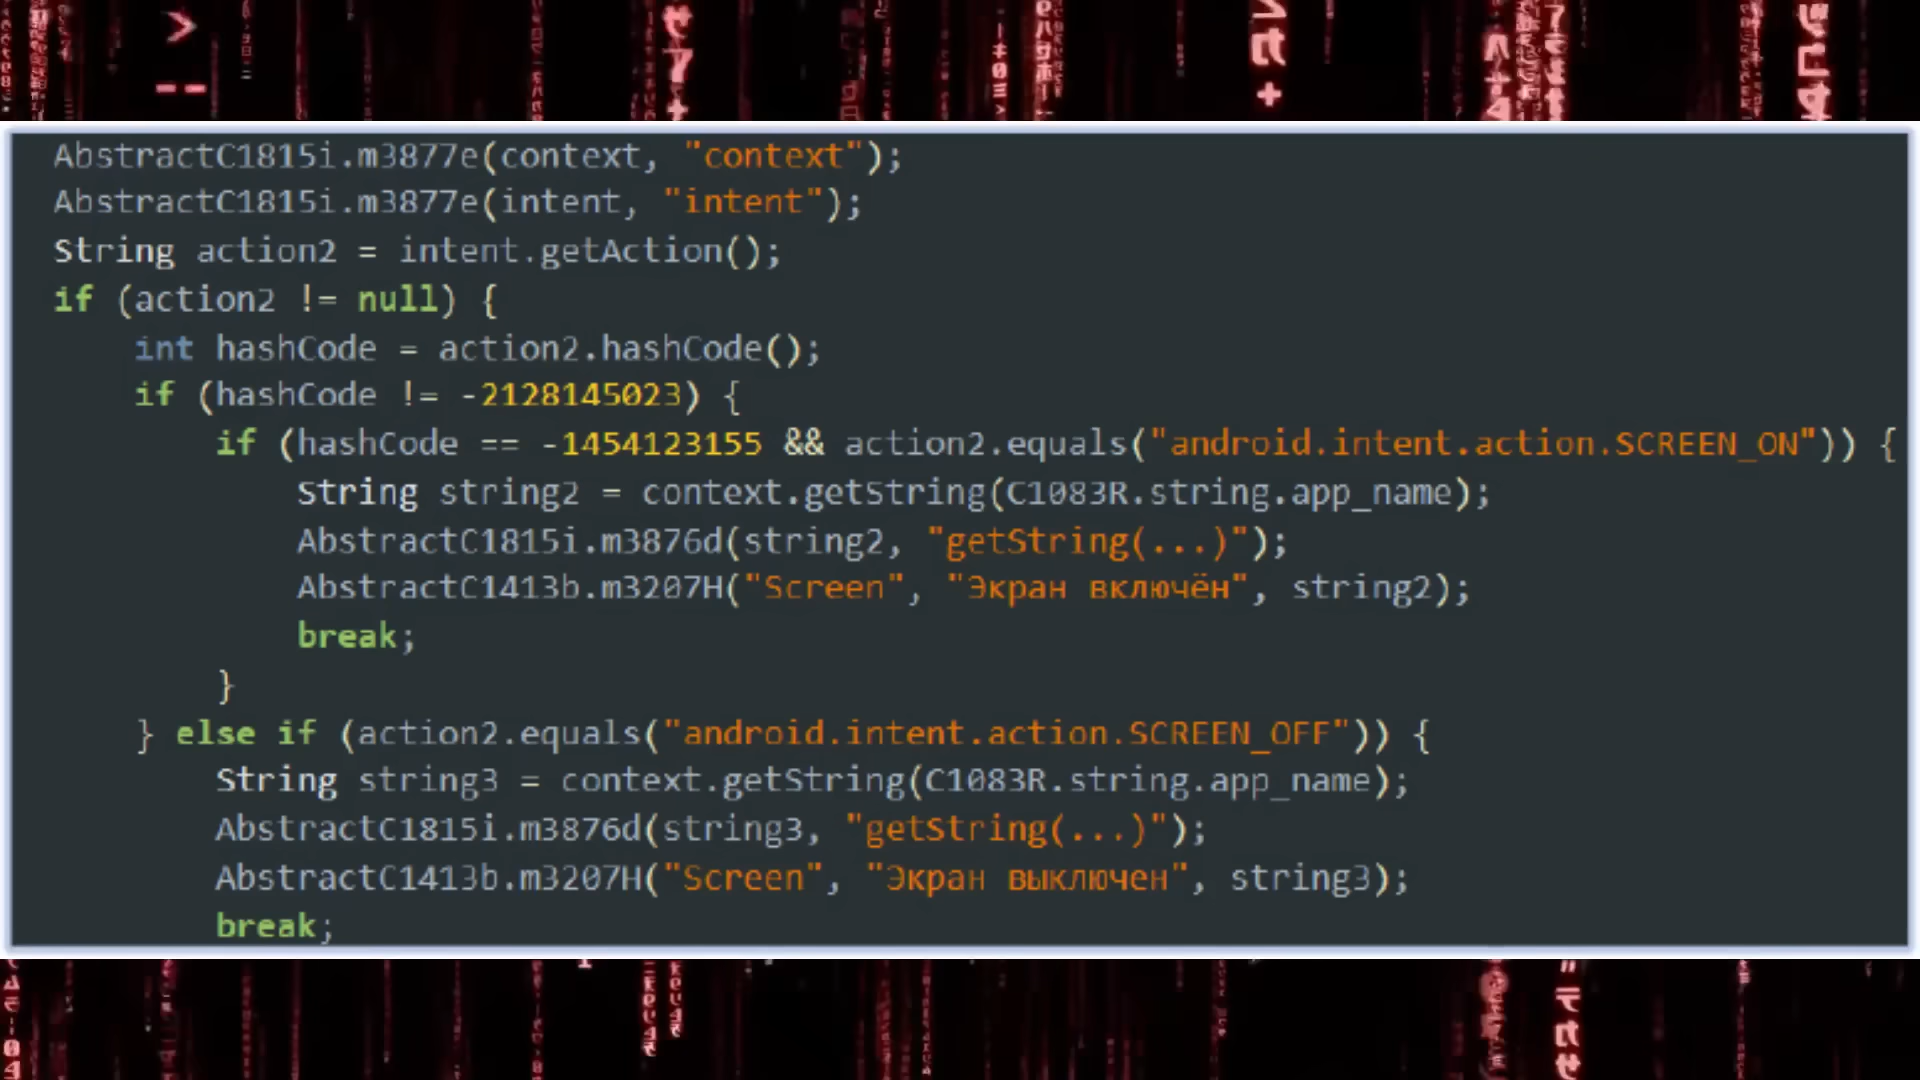 AbstractC1815i.m3877e(context, "context");
AbstractC1815i.m3877e(intent, "intent");
String action2 = intent.getAction();
if (action2 != null) {
int hashCode = action2.hashCode();
if (hashCode != -2128145023) {
if (hashCode == -1454123155 && action2.equals("android.intent.action.SCREEN_ON")) {
String string2 = context.getString(C1083R.string.app_name);
AbstractC1815i.m3876d(string2, "getString(...)");
AbstractC1413b.m3207H("Screen", "Экран включён", string2);
break;
}
} else if (action2.equals("android.intent.action.SCREEN_OFF")) {
String string3 = context.getString(C1083R.string.app_name);
AbstractC1815i.m3876d(string3, "getString(...)");
AbstractC1413b.m3207H("Screen", "Экран выключен", string3);
break;